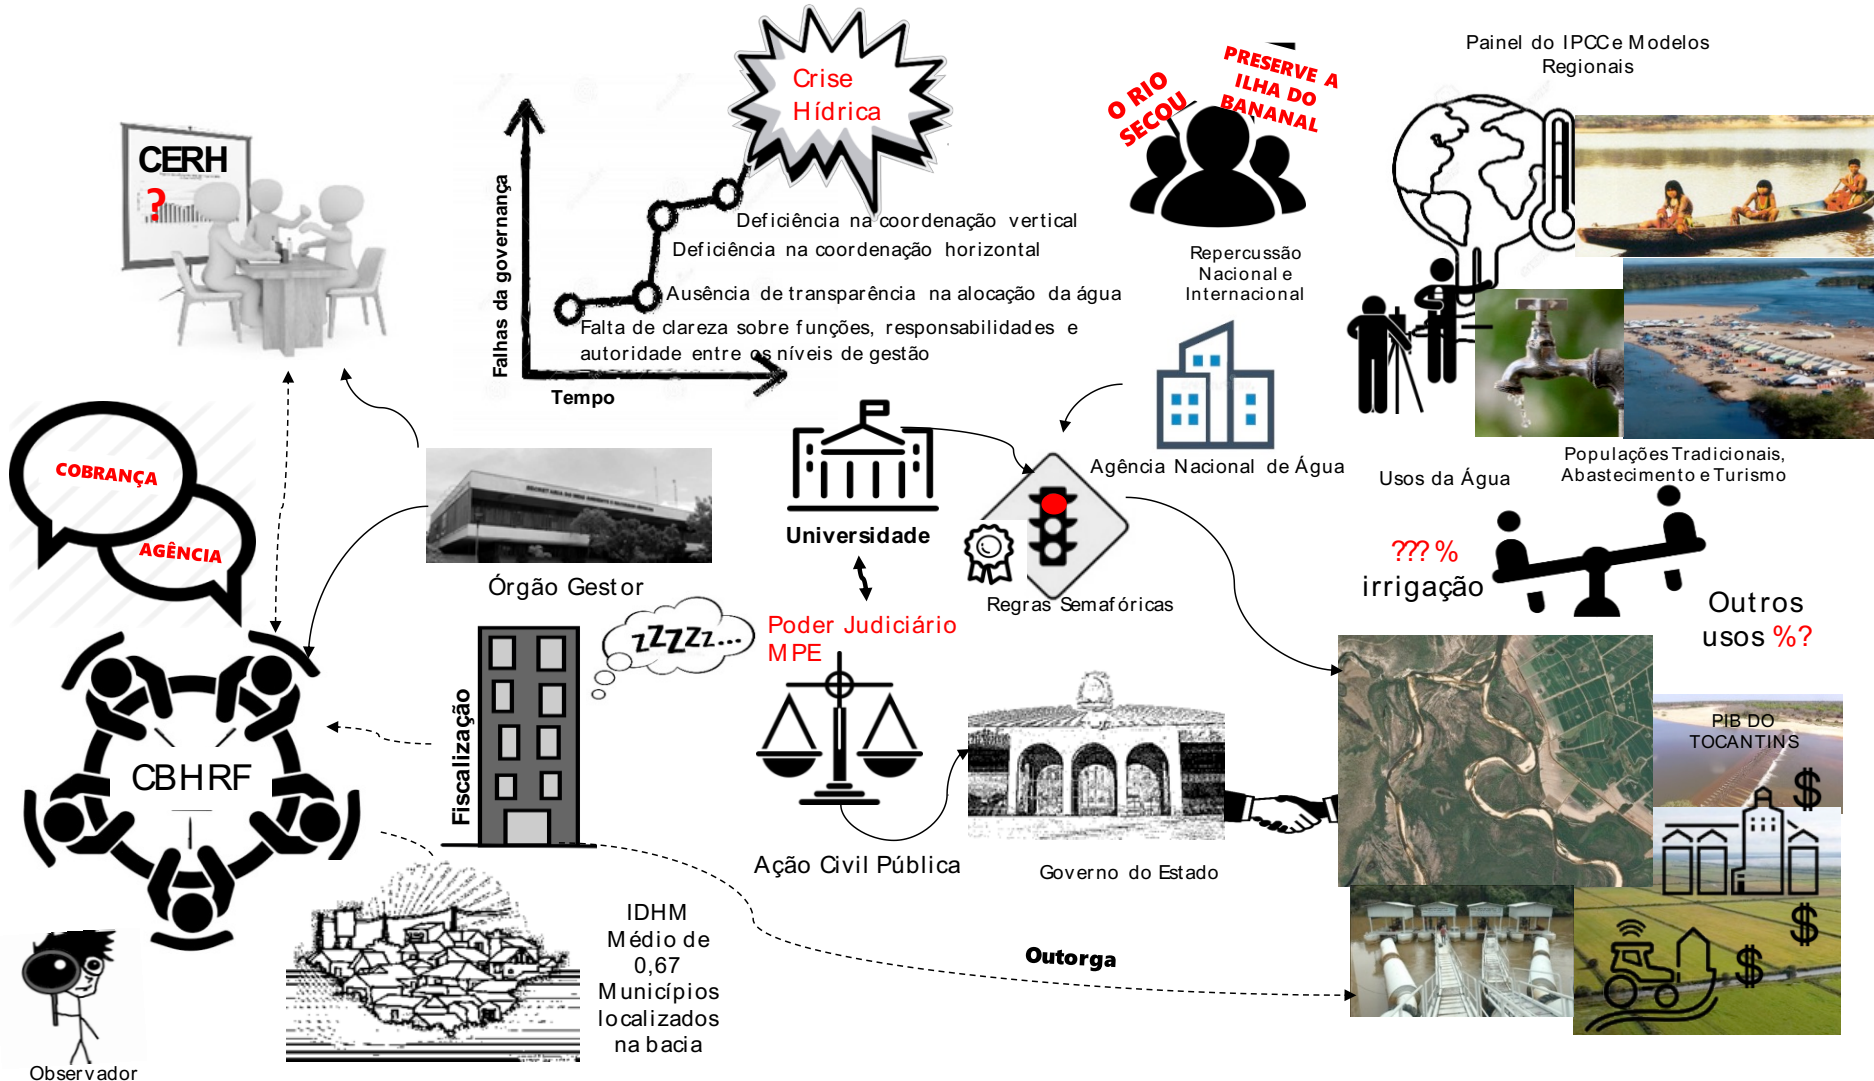 Painel do IPCC e Modelos
Regionais
Crise
Hídrica
O RIO
SECOU
PRESERVE A
ILHA DO
BANANAL
CERH
?
Falhas da governança
Deficiência na coordenação vertical
Deficiência na coordenação horizontal
Ausência de transparência na alocação da água
Falta de clareza sobre funções, responsabilidades e
autoridade entre os níveis de gestão
Tempo
Repercussão
Nacional e
Internacional
Agência Nacional de Água
Populações Tradicionais,
Abastecimento e Turismo
Usos da Água
COBRANÇA
AGÊNCIA
Órgão Gestor
Universidade
Regras Semafóricas
??? %
irrigação
Outros
usos %?
zZZZz...
Poder Judiciário
MPE
Fiscalização
CBHRF
PIB DO
TOCANTINS
$
$
$
Ação Civil Pública
Governo do Estado
IDHM
Médio de
0,67
Municípios
localizados
na bacia
Outorga
Observador